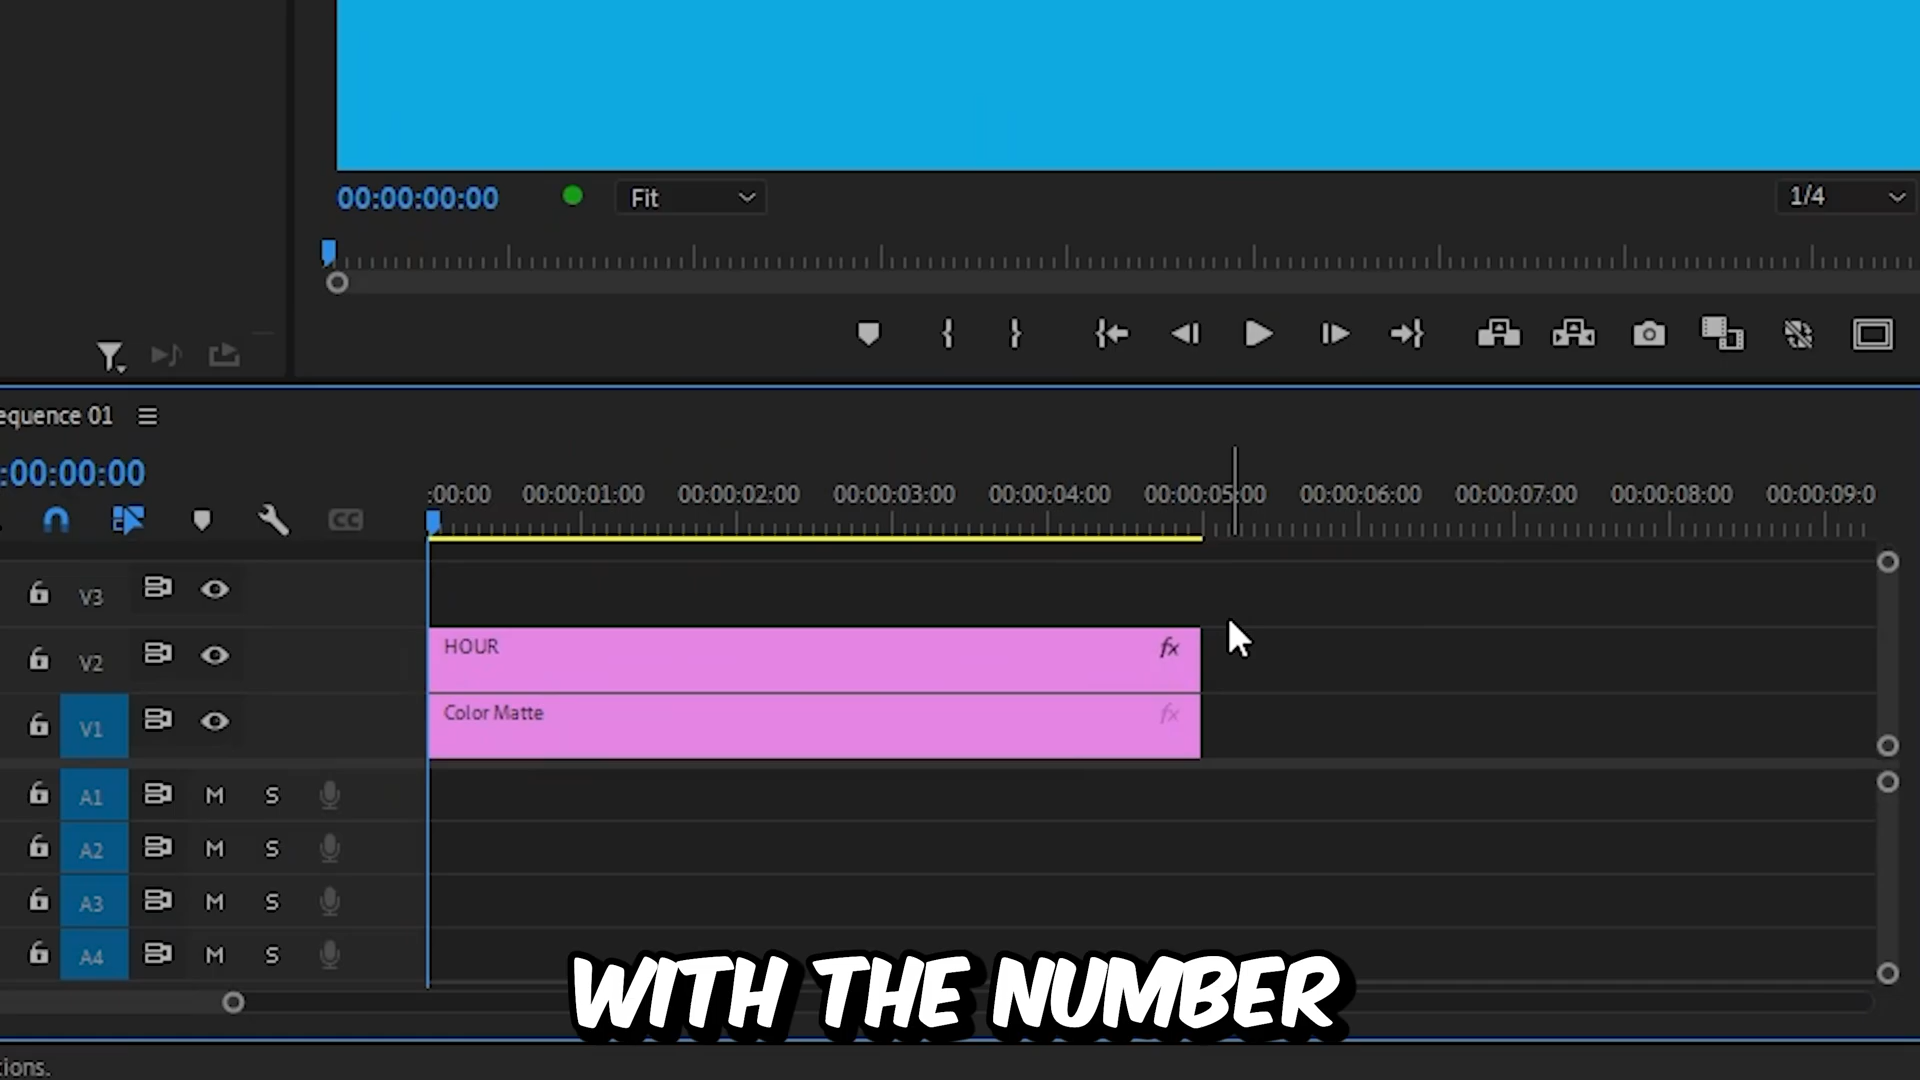 00:00:00:00
Fit
1/4
equence 01
:00:00:00
:00:00
00:00:01:00
00:00:02:00
00:00:03:00
00:00:04:00
00:00:05:00
00:00:06:00
00:00:07:00
00:00:08:00
00:00:09:0
CC
V3
V2
HOUR
fx
V1
Color Matte
fx
A1 M S
A2 M S
A3 M S
A4 M S
WITH THE NUMBER
tions.